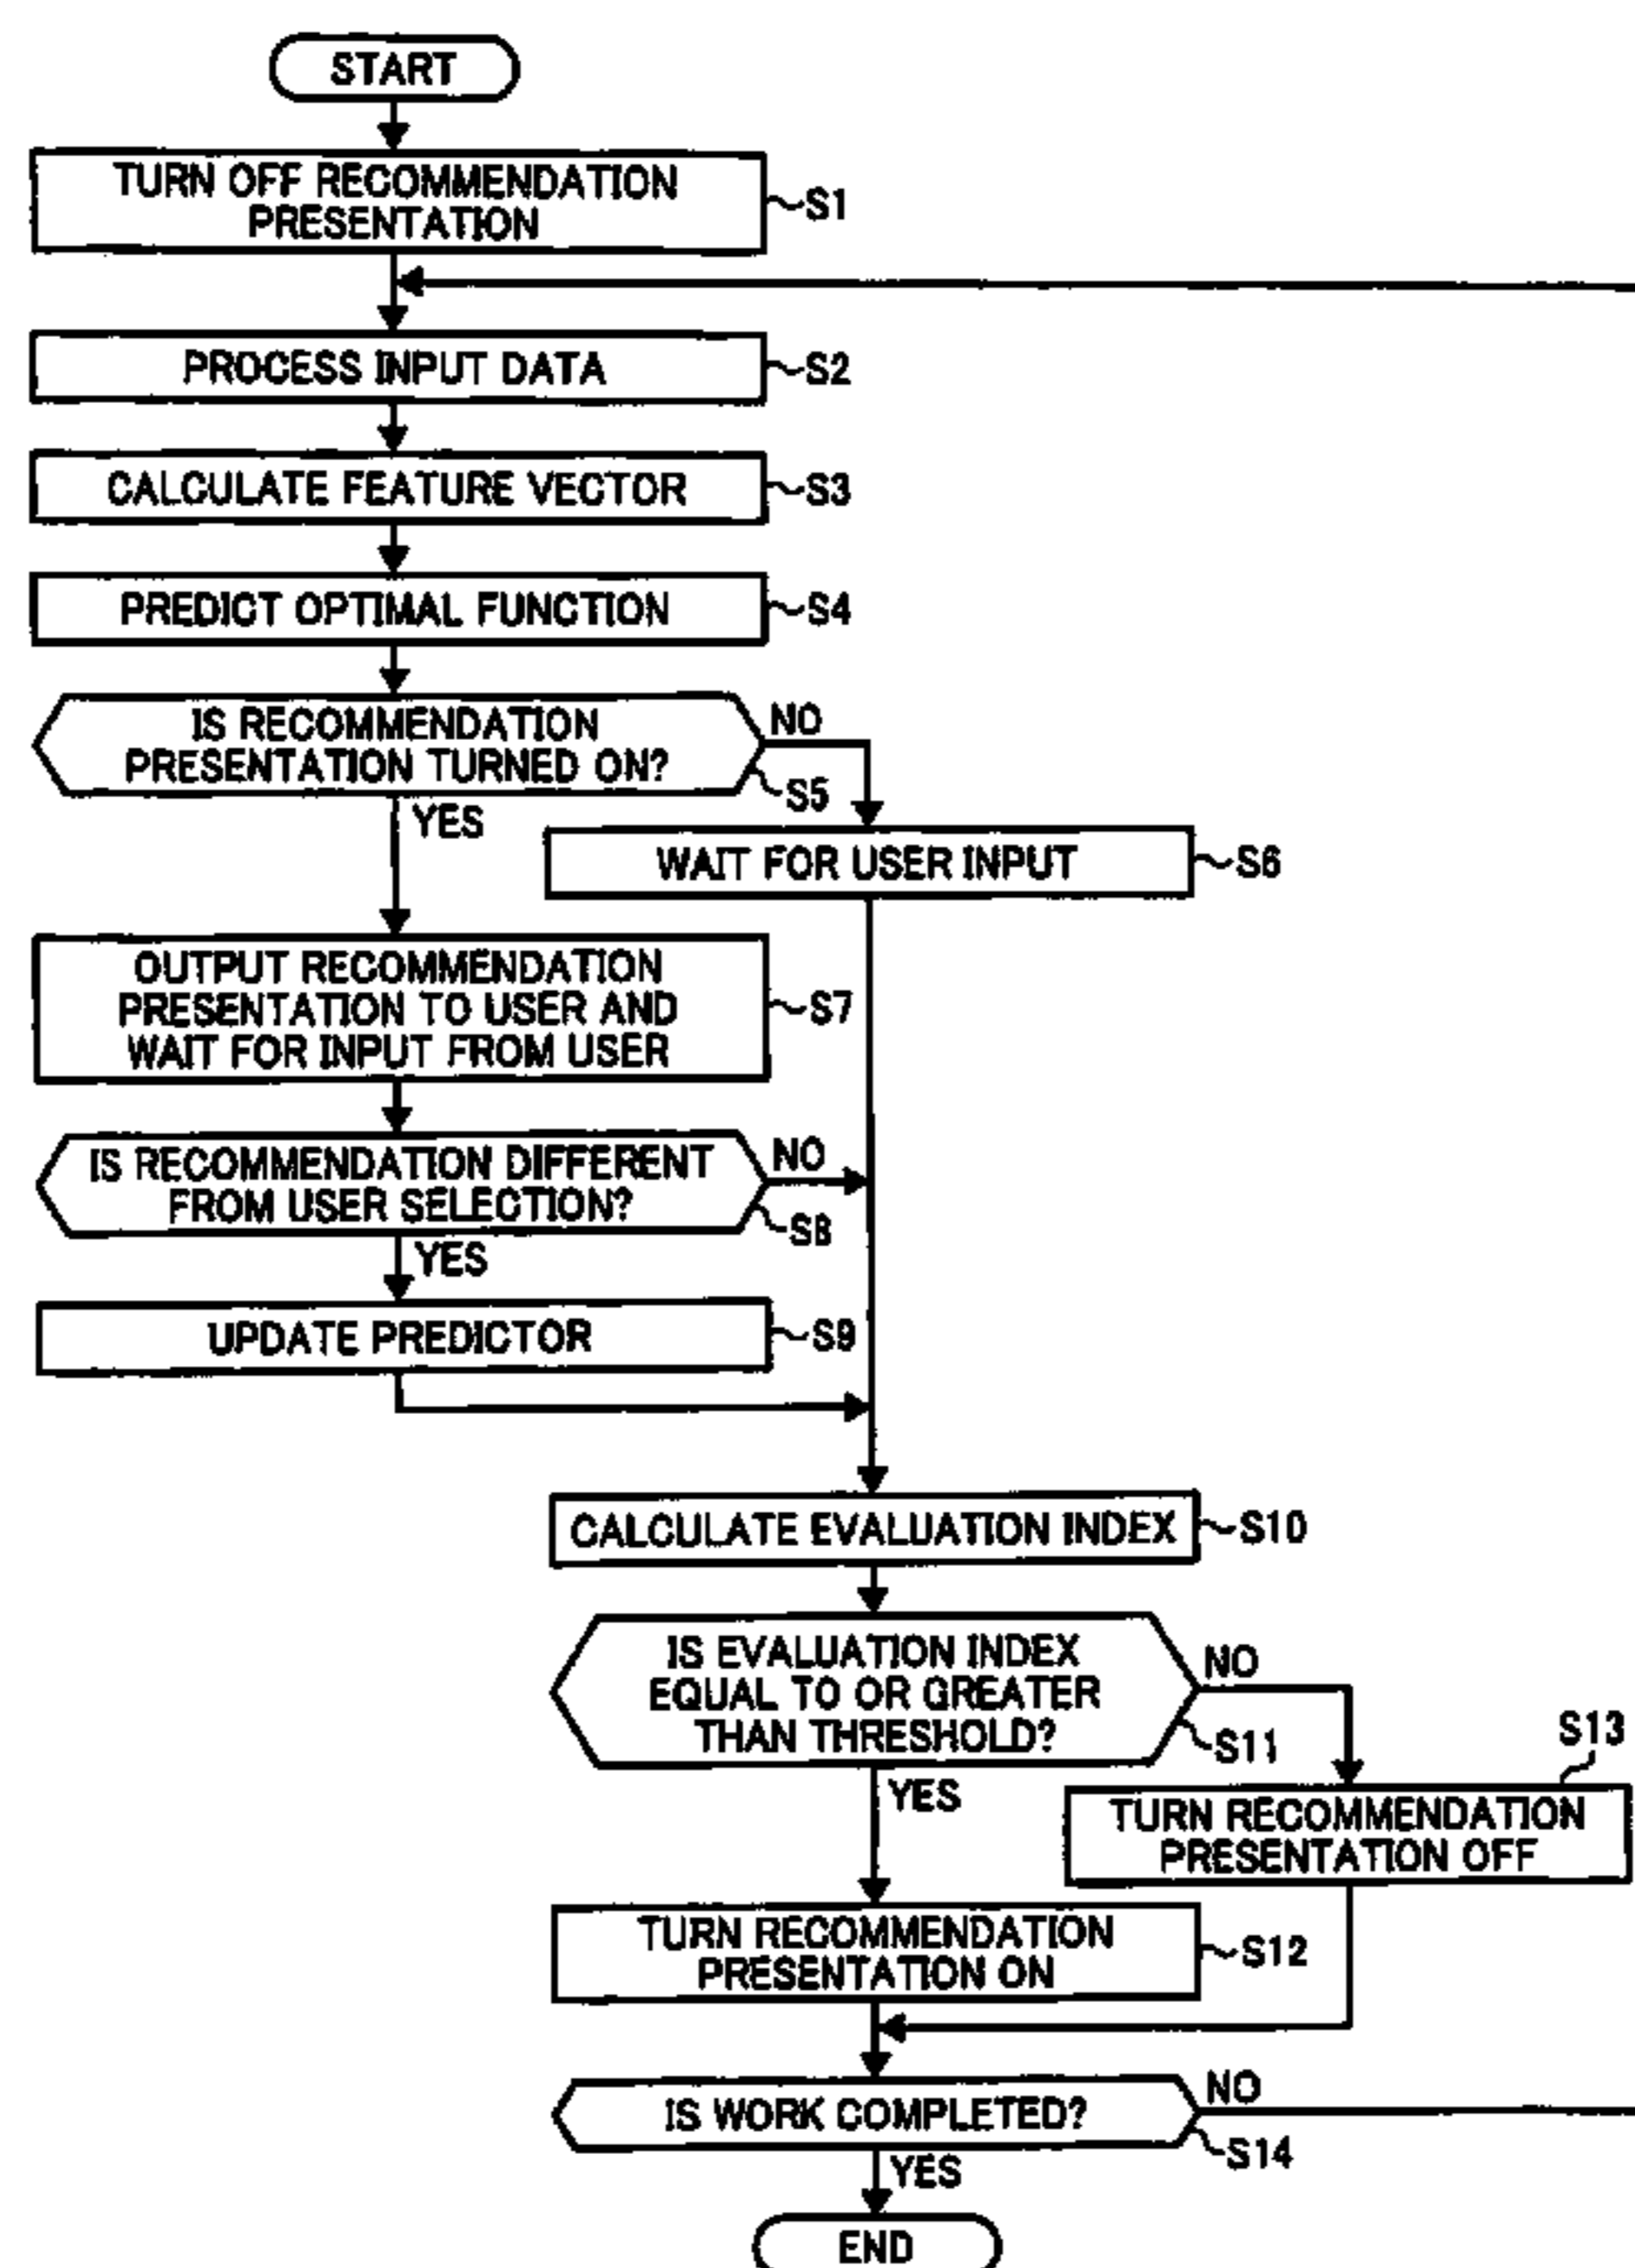 START
TURN OFF RECOMMENDATION
PRESENTATION
S1
PROCESS INPUT DATA
S2
CALCULATE FEATURE VECTOR
S3
PREDICT OPTIMAL FUNCTION
S4
IS RECOMMENDATION
PRESENTATION TURNED ON?
NO
S5
YES
WAIT FOR USER INPUT
S6
OUTPUT RECOMMENDATION
PRESENTATION TO USER AND
WAIT FOR INPUT FROM USER
S7
IS RECOMMENDATION DIFFERENT
FROM USER SELECTION?
NO
S8
YES
UPDATE PREDICTOR
S9
CALCULATE EVALUATION INDEX
S10
IS EVALUATION INDEX
EQUAL TO OR GREATER
THAN THRESHOLD?
NO
S11
YES
S13
TURN RECOMMENDATION
PRESENTATION OFF
TURN RECOMMENDATION
PRESENTATION ON
S12
IS WORK COMPLETED?
NO
S14
YES
END